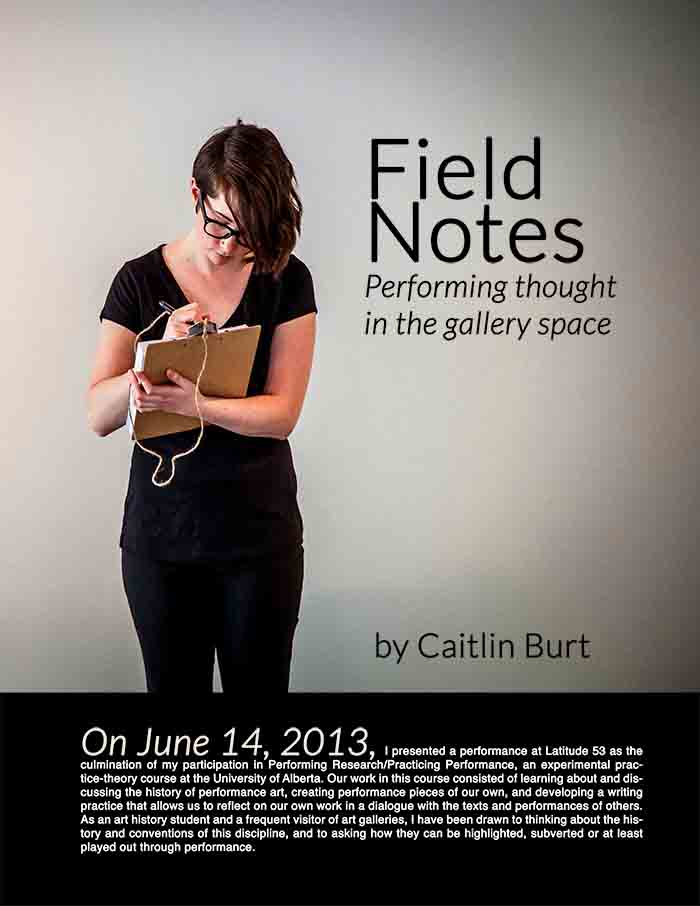 Field
Notes
Performing thought
in the gallery space
by Caitlin Burt
On June 14, 2013, I presented a performance at Latitude 53 as the
culmination of my participation in Performing Research/Practicing Performance, an experimental prac-
tice-theory course at the University of Alberta. Our work in this course consisted of learning about and dis-
cussing the history of performance art, creating performance pieces of our own, and developing a writing
practice that allows us to reflect on our own work in a dialogue with the texts and performances of others.
As an art history student and a frequent visitor of art galleries, I have been drawn to thinking about the his-
tory and conventions of this discipline, and to asking how they can be highlighted, subverted or at least
played out through performance.